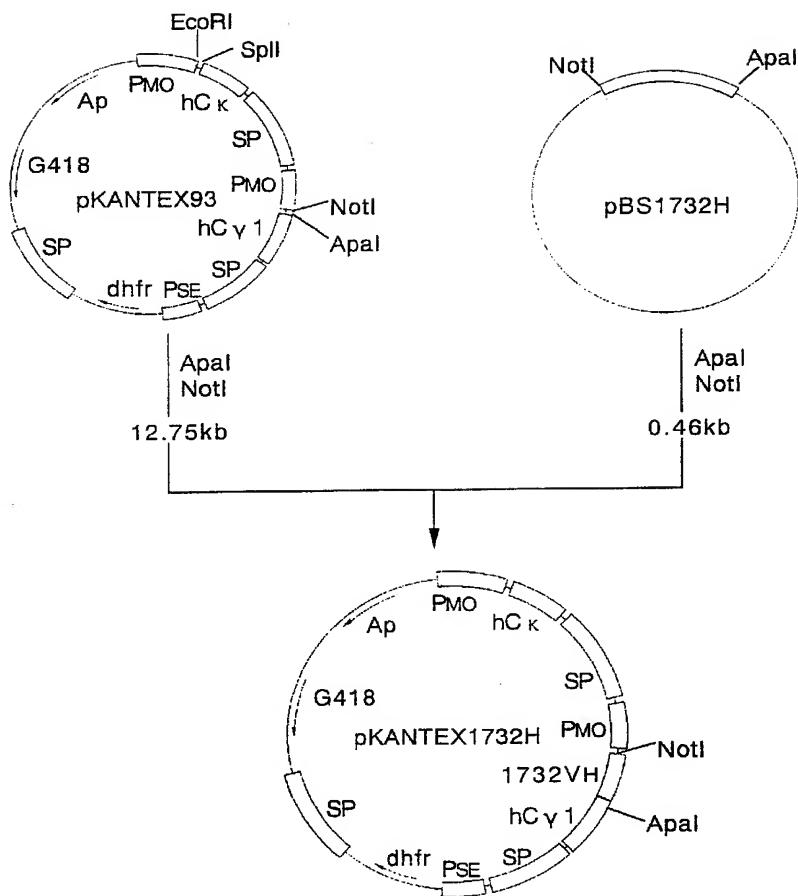 EcoRI
SplI
PMO
hCκ
Ap
SP
G418
PMO
pKANTEX93
NotI
hCγ1
ApaI
SP
SP
dhfr
PSE
NotI
ApaI
pBS1732H
ApaI
NotI
12.75kb
ApaI
NotI
0.46kb
PMO
hCκ
Ap
SP
G418
PMO
pKANTEX1732H
NotI
1732VH
hCγ1
ApaI
SP
dhfr
PSE
SP